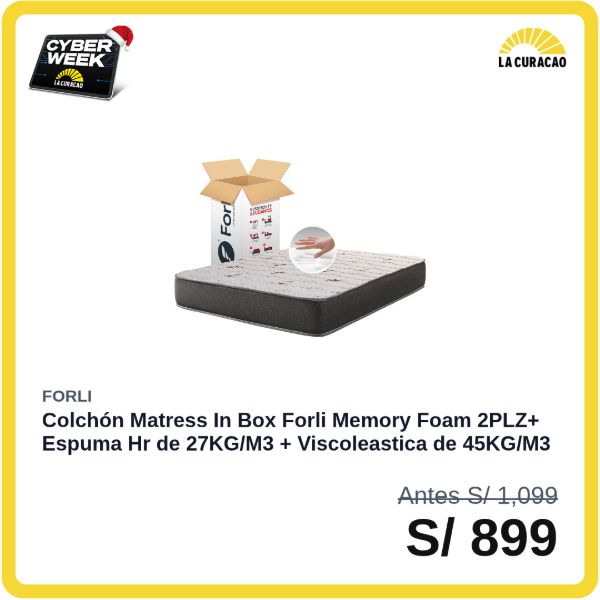 CYBER
WEEK
LA CURACAO
LA CURACAO
Forli
FORLI
Colchón Matress In Box Forli Memory Foam 2PLZ+
Espuma Hr de 27KG/M3 + Viscoleastica de 45KG/M3
Antes S/ 1,099
S/ 899